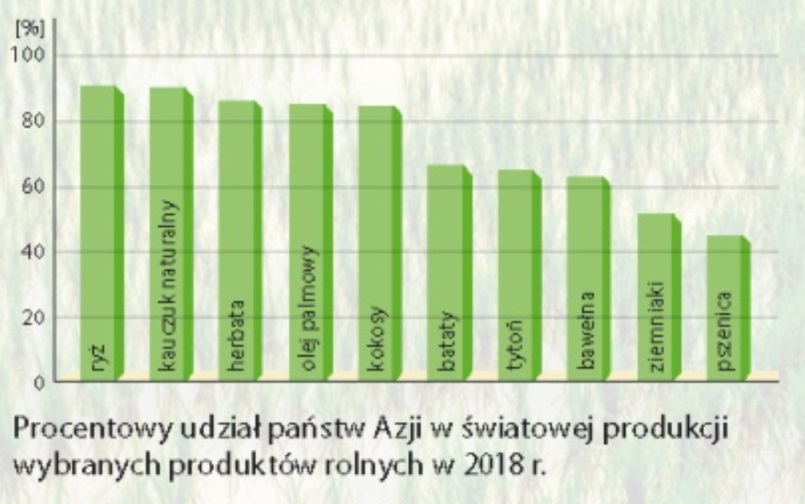 [%]
100
80
60
40
20
0
ryż
kauczuk naturalny
herbata
olej palmowy
kokosy
bataty
tytoń
bawełna
ziemniaki
pszenica
Procentowy udział państw Azji w światowej produkcji
wybranych produktów rolnych w 2018 r.